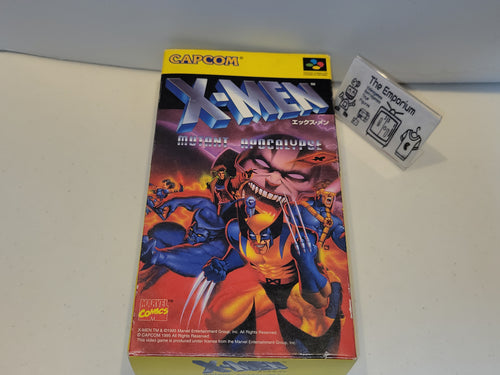 CAPCOM
X-MEN
エックス・メン
MUTANT APOCALYPSE
MARVEL
COMICS
X-MEN:TM & ©1995 Marvel Entertainment Group, Inc. All Rights Reserved.
© CAPCOM 1995 All Rights Reserved.
This video game is produced under license from the Marvel Entertainment Group, Inc.
The Emporium